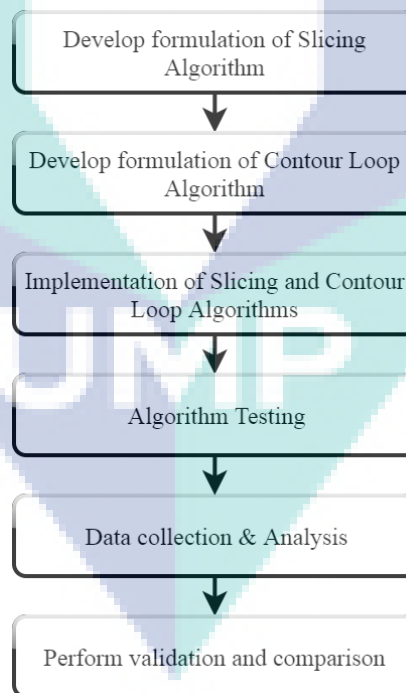 Develop formulation of Slicing
Algorithm
Develop formulation of Contour Loop
Algorithm
Implementation of Slicing and Contour
Loop Algorithms
UMP
Algorithm Testing
Data collection & Analysis
Perform validation and comparison